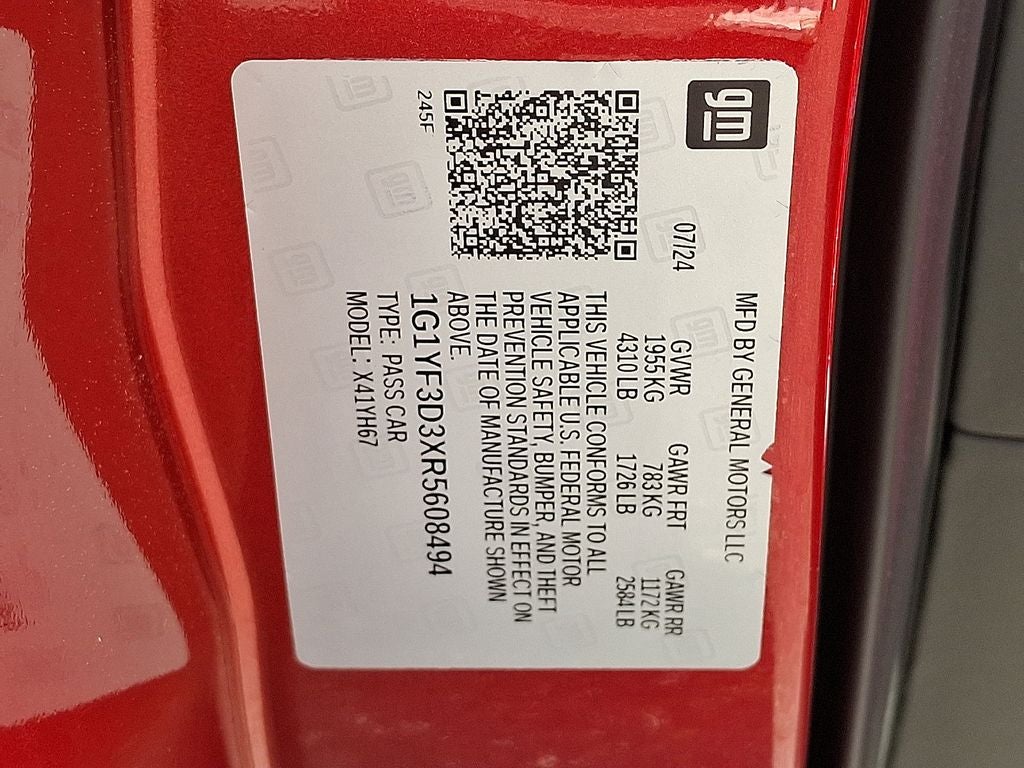 gm
MFD BY GENERAL MOTORS LLC
07/24 GVWR GAWR FRT GAWR RR
1955 KG 783 KG 1172 KG
4310 LB 1726 LB 2584 LB
THIS VEHICLE CONFORMS TO ALL
APPLICABLE U.S. FEDERAL MOTOR
VEHICLE SAFETY, BUMPER, AND THEFT
PREVENTION STANDARDS IN EFFECT ON
THE DATE OF MANUFACTURE SHOWN
ABOVE.
1G1YF3D3XR5608494
TYPE: PASS CAR
MODEL: X41YH67
245F